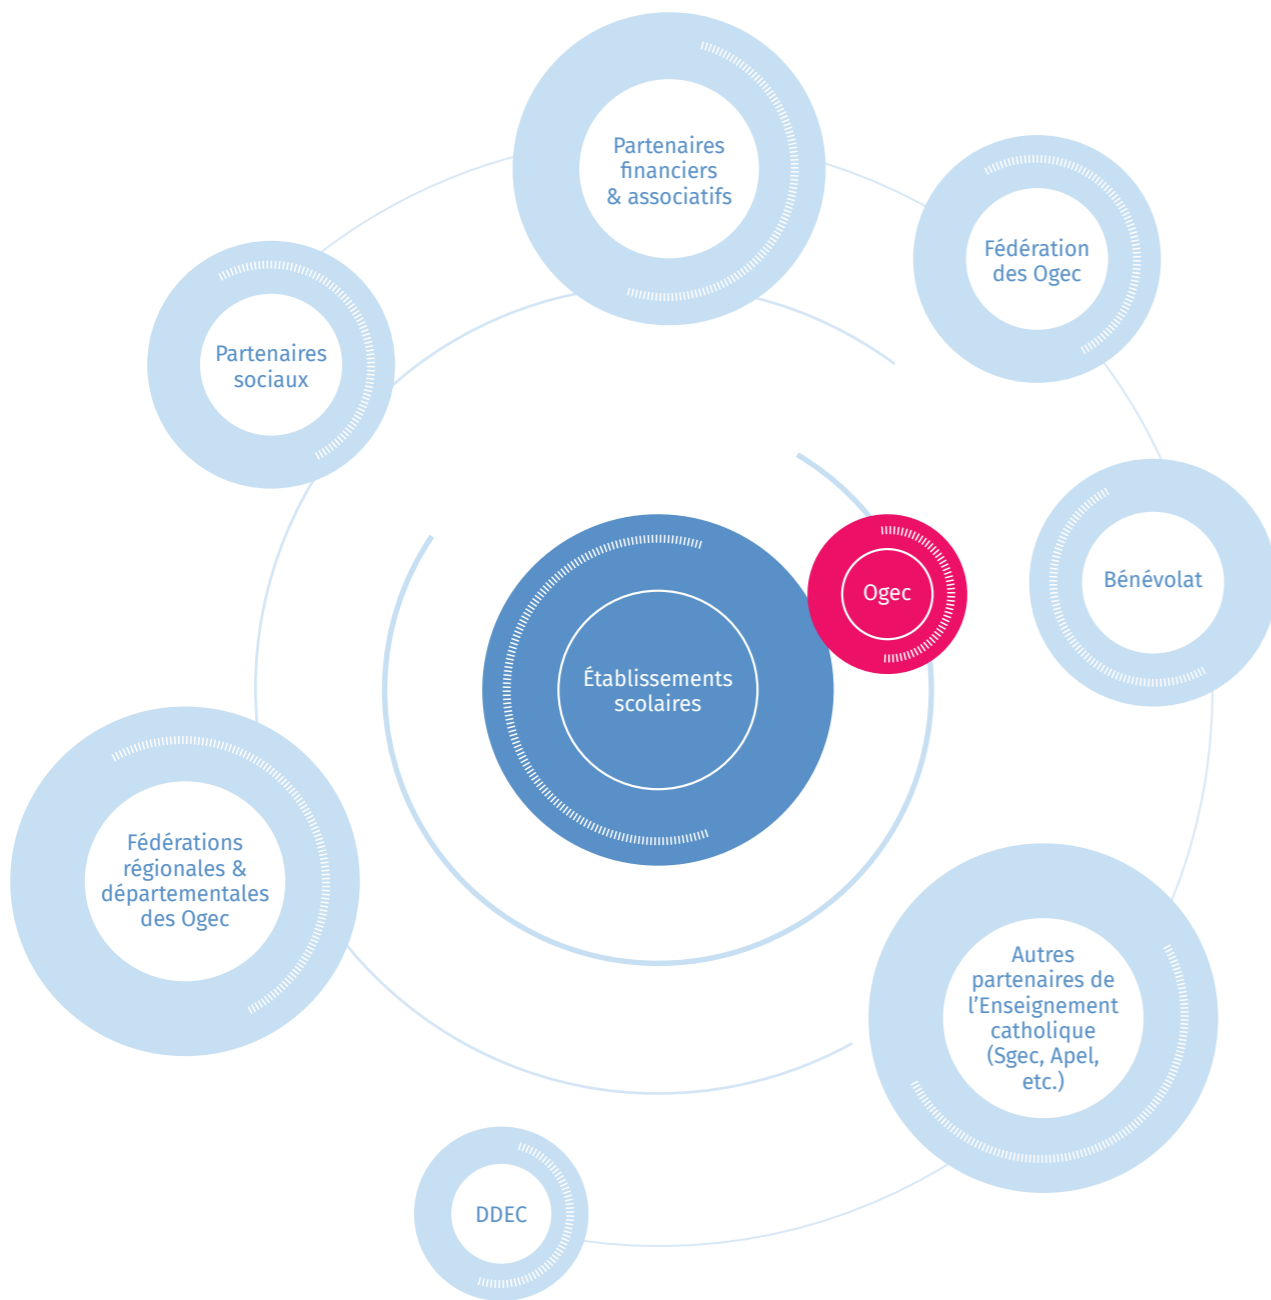 Partenaires
financiers
& associatifs
Fédération
des Ogec
Partenaires
sociaux
Bénévolat
Ogec
Établissements
scolaires
Fédérations
régionales &
départementales
des Ogec
Autres
partenaires de
l'Enseignement
catholique
(Sgec, Apel,
etc.)
DDEC